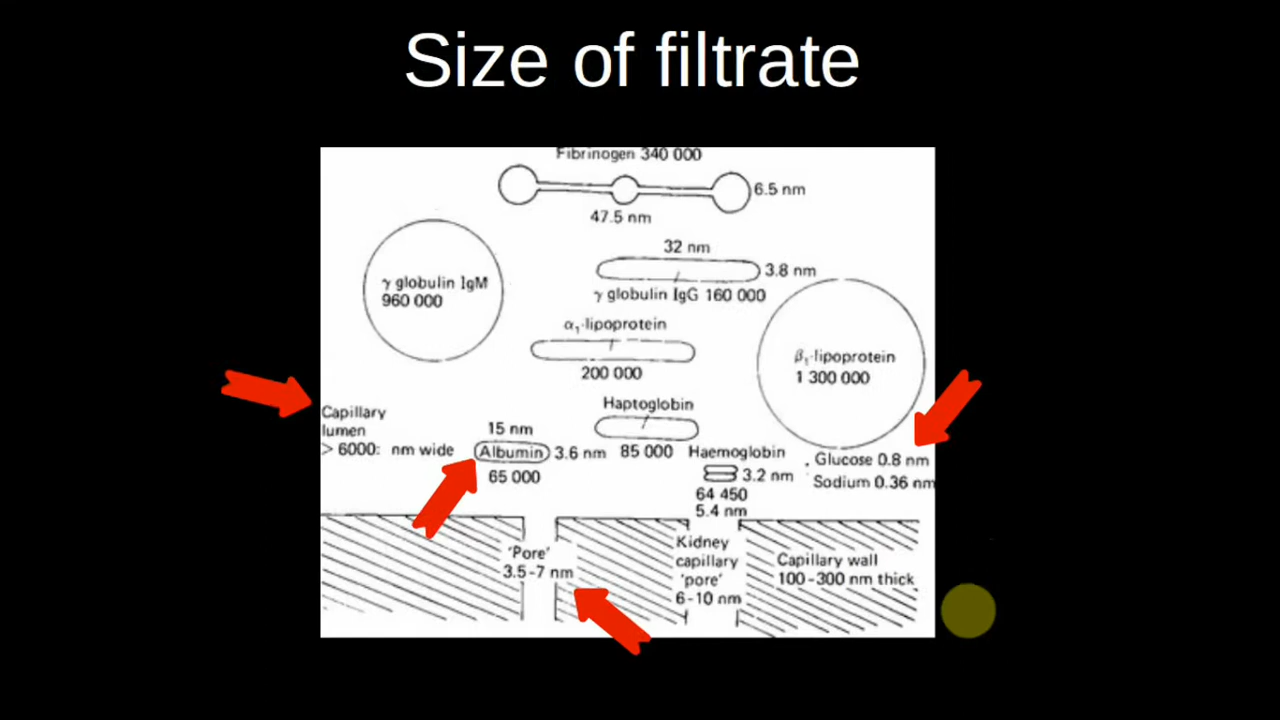 Size of filtrate
Fibrinogen 340 000
6.5 nm
47.5 nm
32 nm
3.8 nm
γ globulin IgG 160 000
γ globulin IgM
960 000
α₁-lipoprotein
200 000
β₁-lipoprotein
1 300 000
Haptoglobin
85 000
Capillary
lumen
> 6000: nm wide
15 nm
Albumin
3.6 nm
65 000
Haemoglobin
3.2 nm
64 450
5.4 nm
Glucose 0.8 nm
Sodium 0.36 nm
'Pore'
3.5-7 nm
Kidney
capillary
'pore'
6-10 nm
Capillary wall
100-300 nm thick